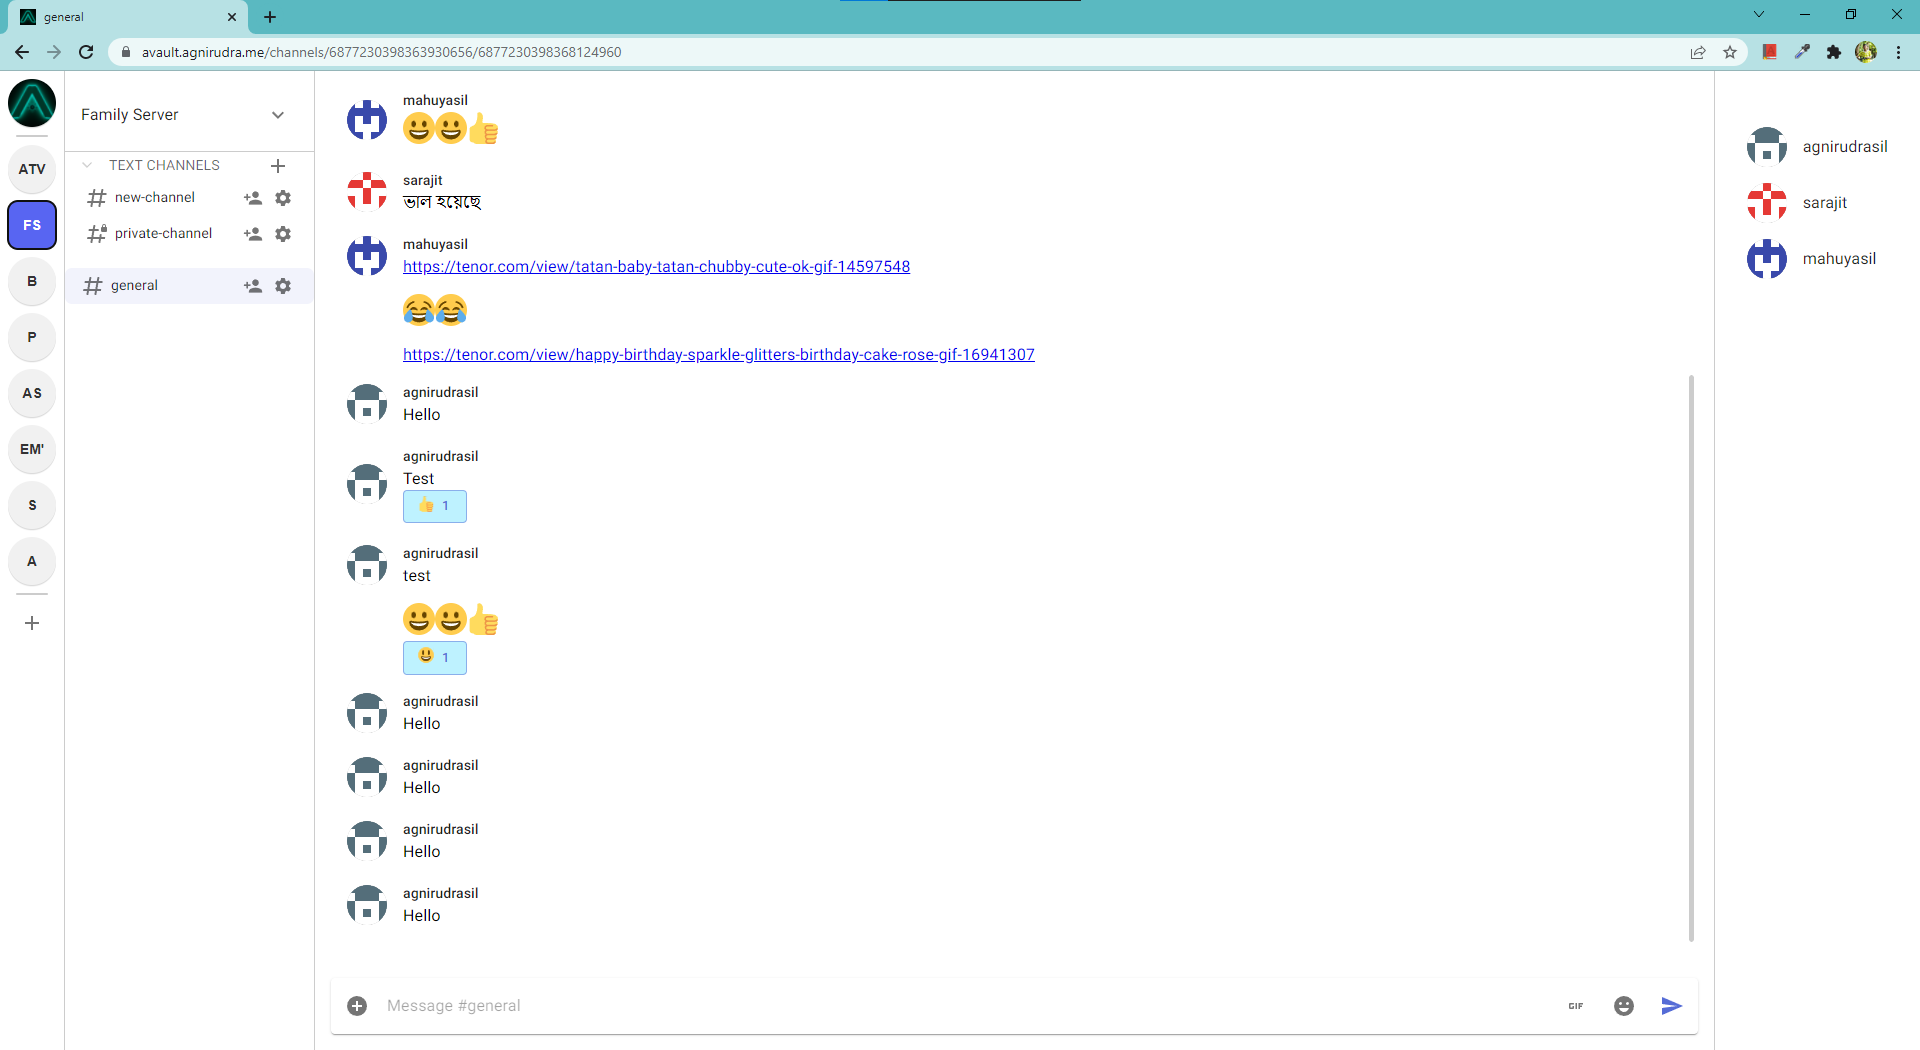 general
avault.agnirudra.me/channels/6877230398363930656/6877230398368124960
ATV
FS
B
P
AS
EM'
S
A
Family Server
TEXT CHANNELS
new-channel
private-channel
general
mahuyasil
😀😀👍
sarajit
ভাল হয়েছে
mahuyasil
https://tenor.com/view/tatan-baby-tatan-chubby-cute-ok-gif-14597548
😂😂
https://tenor.com/view/happy-birthday-sparkle-glitters-birthday-cake-rose-gif-16941307
agnirudrasil
Hello
agnirudrasil
Test
👍 1
agnirudrasil
test
😀😀👍
😃 1
agnirudrasil
Hello
agnirudrasil
Hello
agnirudrasil
Hello
agnirudrasil
Hello
Message #general
GIF
agnirudrasil
sarajit
mahuyasil